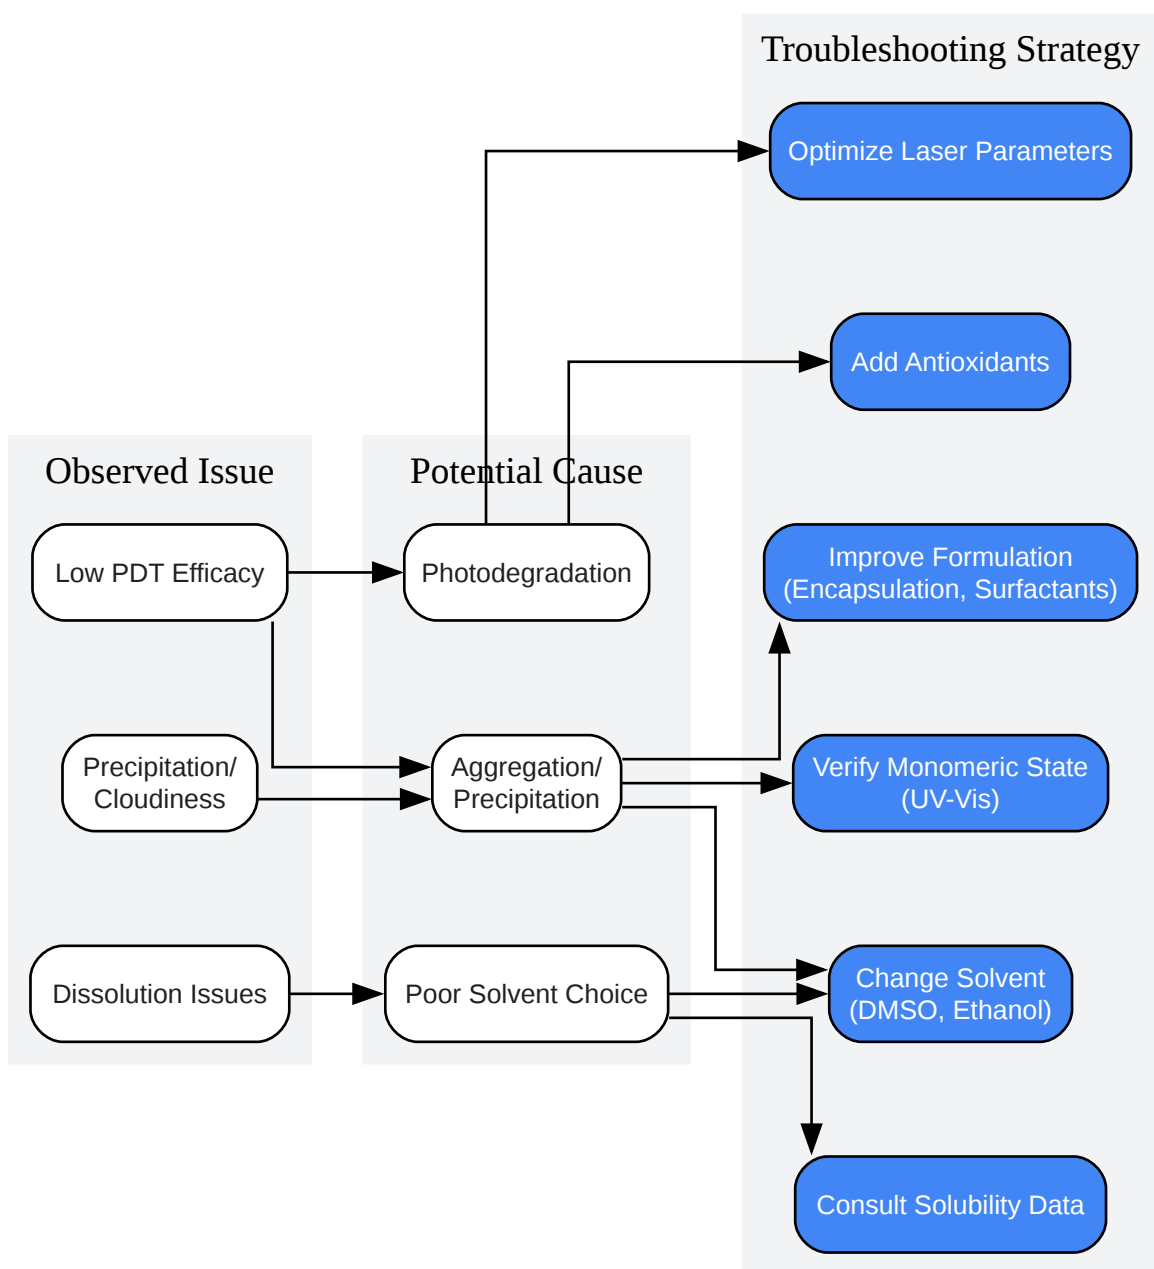 Troubleshooting Strategy
Optimize Laser Parameters
Add Antioxidants
Observed Issue
Potential Cause
Low PDT Efficacy
Photodegradation
Improve Formulation
(Encapsulation, Surfactants)
Precipitation/
Cloudiness
Aggregation/
Precipitation
Verify Monomeric State
(UV-Vis)
Dissolution Issues
Poor Solvent Choice
Change Solvent
(DMSO, Ethanol)
Consult Solubility Data